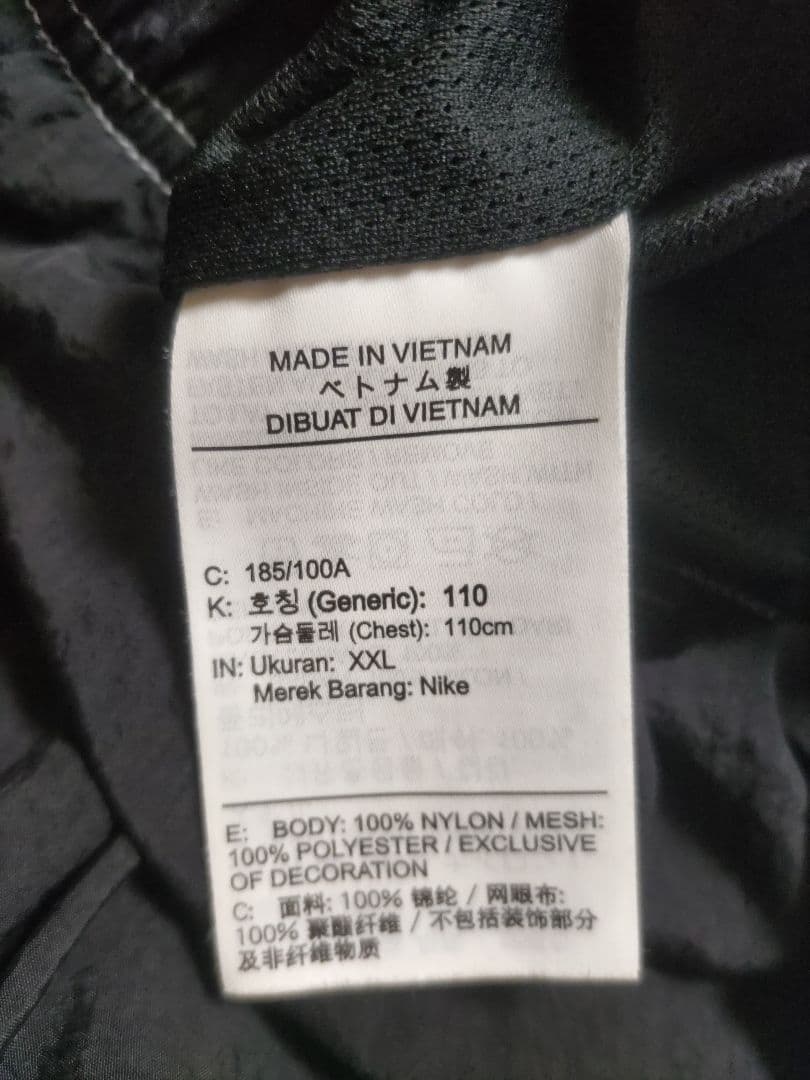 MADE IN VIETNAM
ベトナム製
DIBUAT DI VIETNAM
C: 185/100A
K: 호칭 (Generic): 110
가슴둘레 (Chest): 110cm
IN: Ukuran: XXL
Merek Barang: Nike
E: BODY: 100% NYLON / MESH:
100% POLYESTER / EXCLUSIVE
OF DECORATION
C: 面料: 100% 锦纶 / 网眼布:
100% 聚酯纤维 / 不包括装饰部分
及非纤维物质